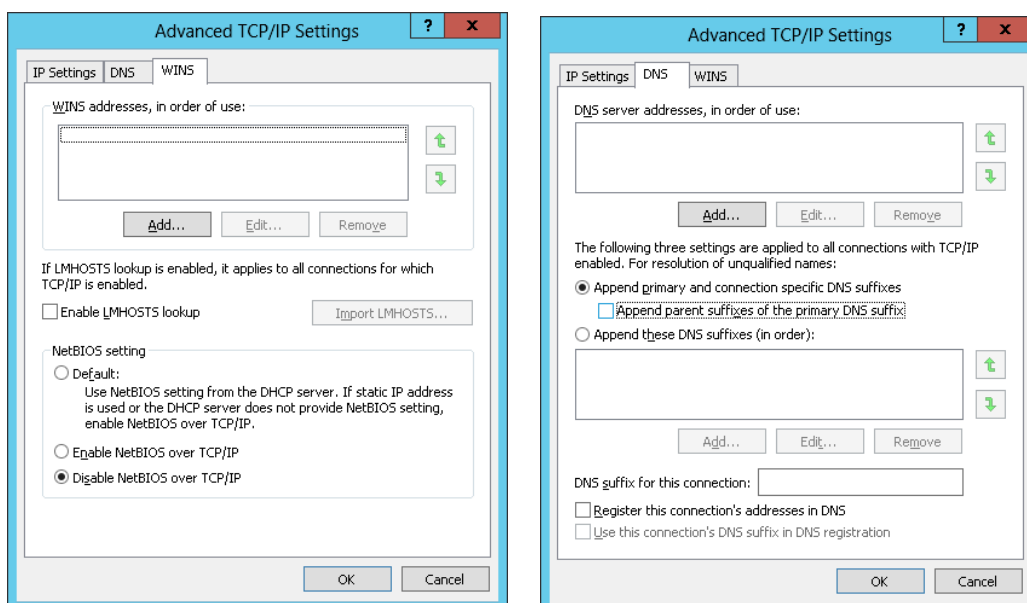 Advanced TCP/IP Settings
? x
IP Settings DNS WINS
WINS addresses, in order of use:
Add... Edit... Remove
If LMHOSTS lookup is enabled, it applies to all connections for which
TCP/IP is enabled.
Enable LMHOSTS lookup
Import LMHOSTS...
NetBIOS setting
Default:
Use NetBIOS setting from the DHCP server. If static IP address
is used or the DHCP server does not provide NetBIOS setting,
enable NetBIOS over TCP/IP.
Enable NetBIOS over TCP/IP
Disable NetBIOS over TCP/IP
OK Cancel
Advanced TCP/IP Settings
? x
IP Settings DNS WINS
DNS server addresses, in order of use:
Add... Edit... Remove
The following three settings are applied to all connections with TCP/IP
enabled. For resolution of unqualified names:
Append primary and connection specific DNS suffixes
Append parent suffixes of the primary DNS suffix
Append these DNS suffixes (in order):
Add... Edit... Remove
DNS suffix for this connection:
Register this connection's addresses in DNS
Use this connection's DNS suffix in DNS registration
OK Cancel